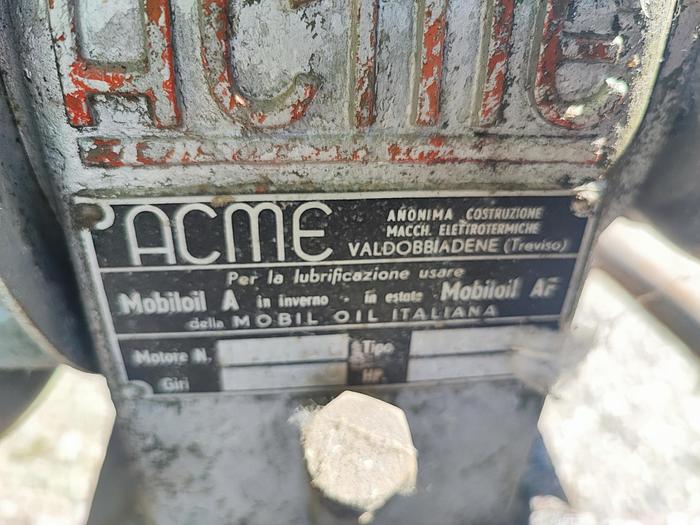 ACME
ACME
ANONIMA COSTRUZIONE
MACCH. ELETTROTERMICHE
VALDOBBIADENE (Treviso)
Per la lubrificazione usare
Mobiloil A in inverno - in estate Mobiloil AF
della MOBIL OIL ITALIANA
Motore N. Tipo
Giri HP.